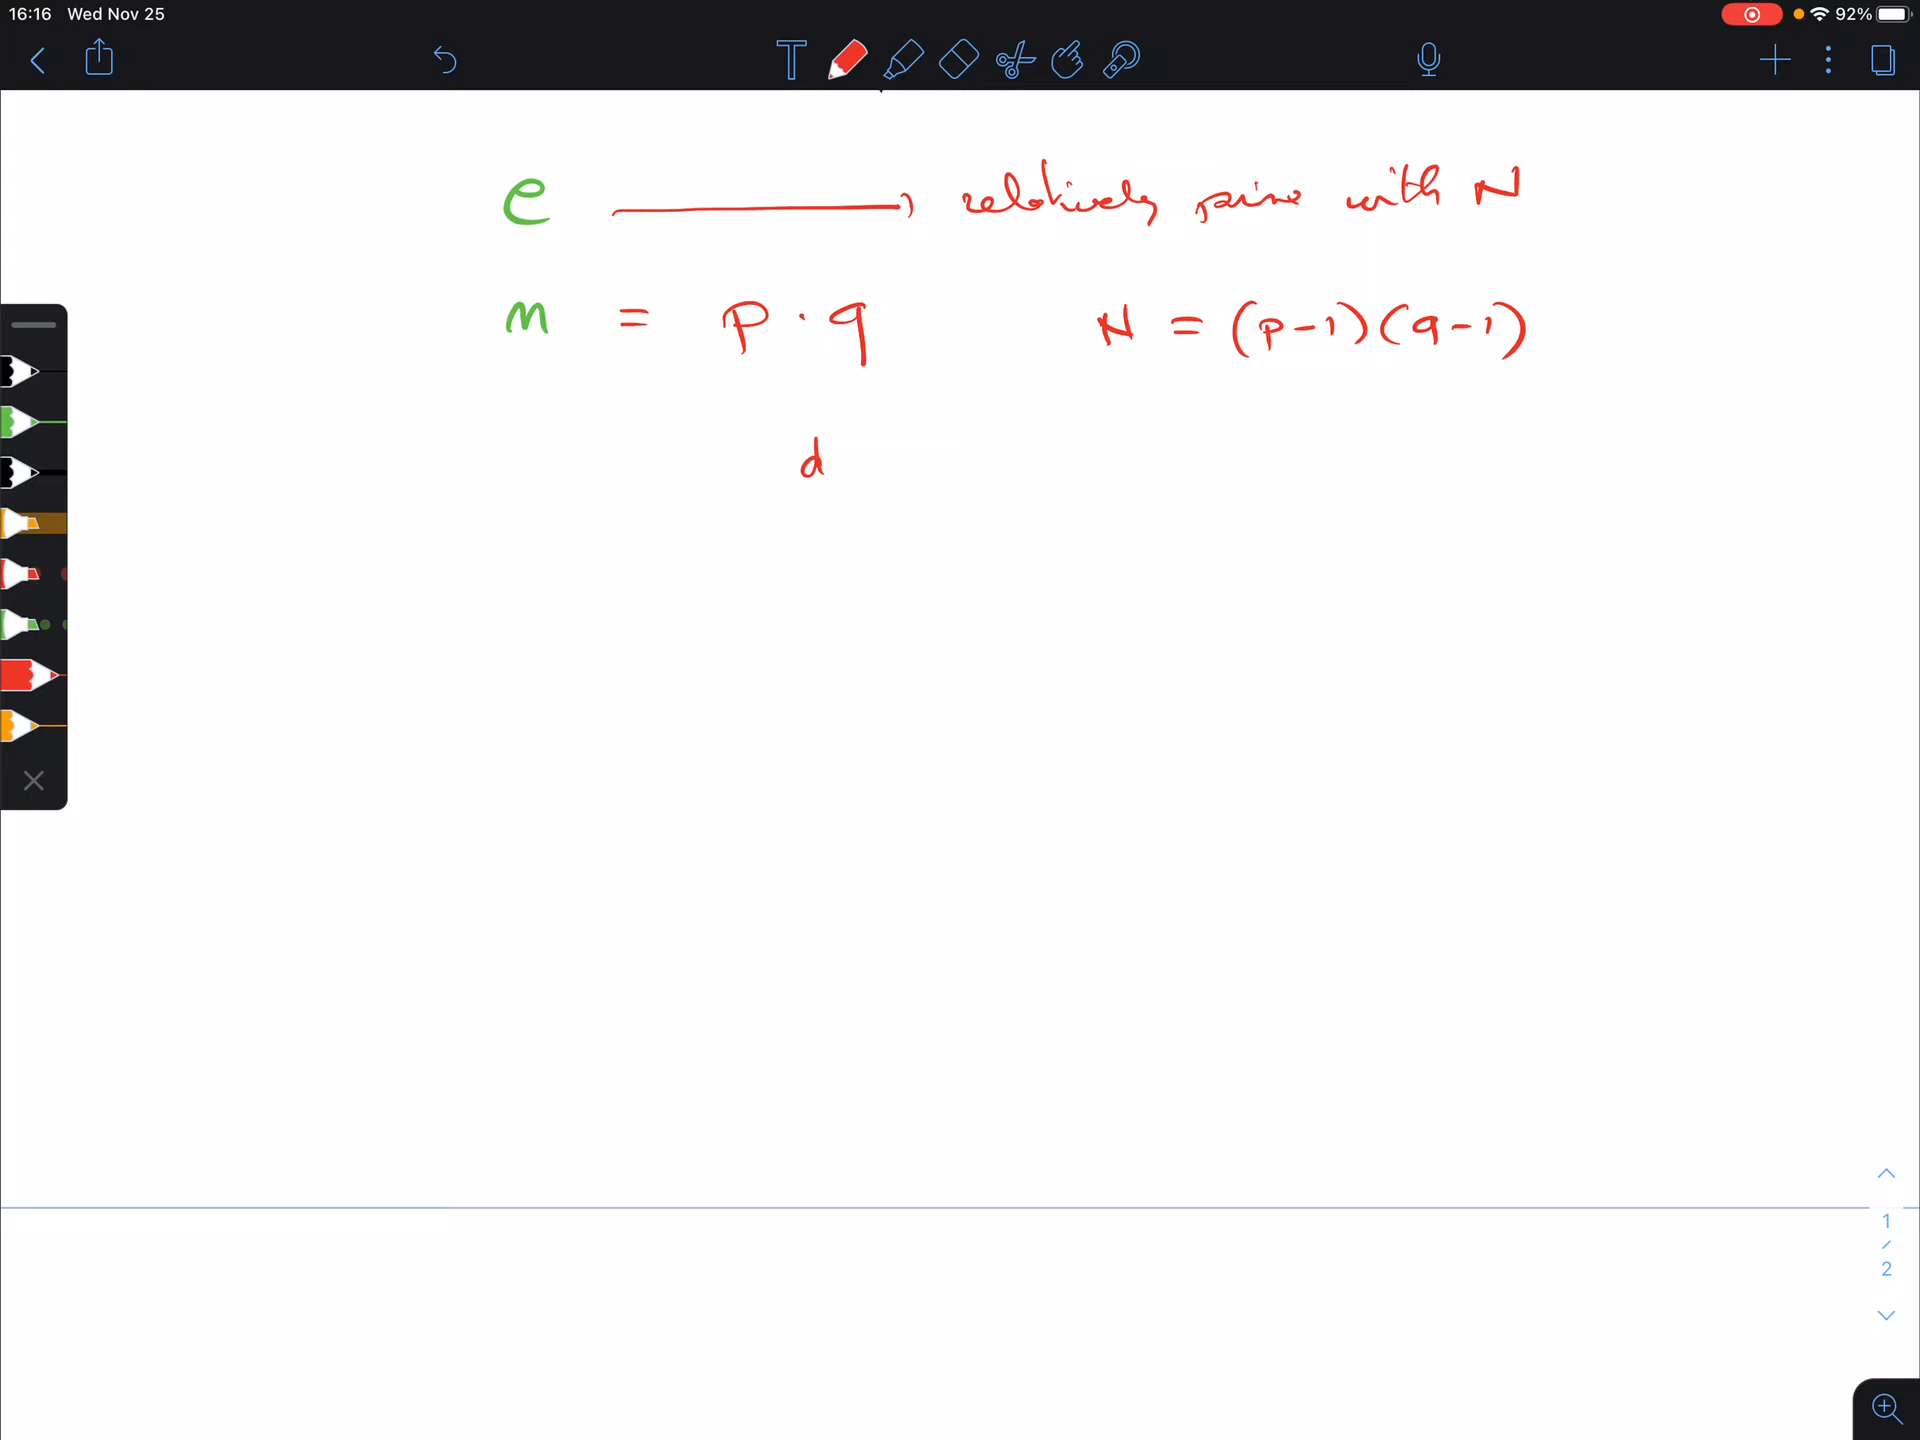 16:16 Wed Nov 25 92%
T
e → relatively prime with N
m = p · q N = (p-1)(q-1)
d
1
/
2